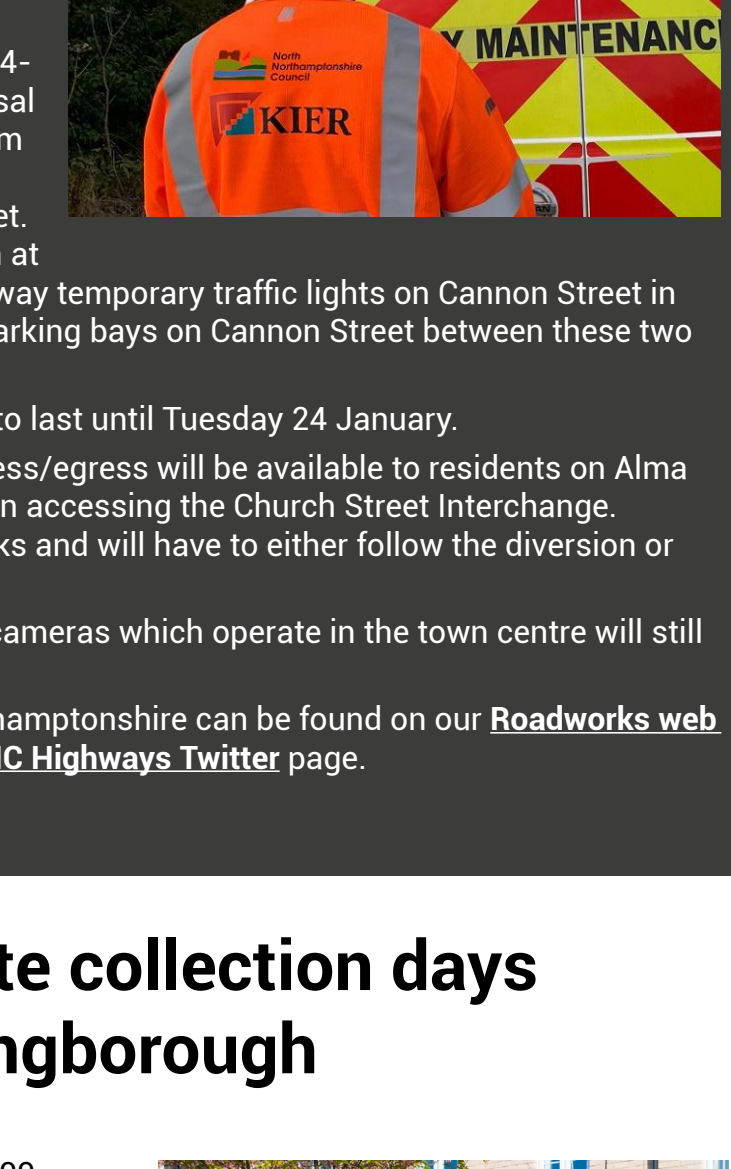 4-
sal
m
et.
at
North
Northamptonshire
Council
KIER
Y MAINTENANC
way temporary traffic lights on Cannon Street in
arking bays on Cannon Street between these two
to last until Tuesday 24 January.
ess/egress will be available to residents on Alma
n accessing the Church Street Interchange.
ks and will have to either follow the diversion or
cameras which operate in the town centre will still
hamptonshire can be found on our Roadworks web
IC Highways Twitter page.
te collection days
ngborough